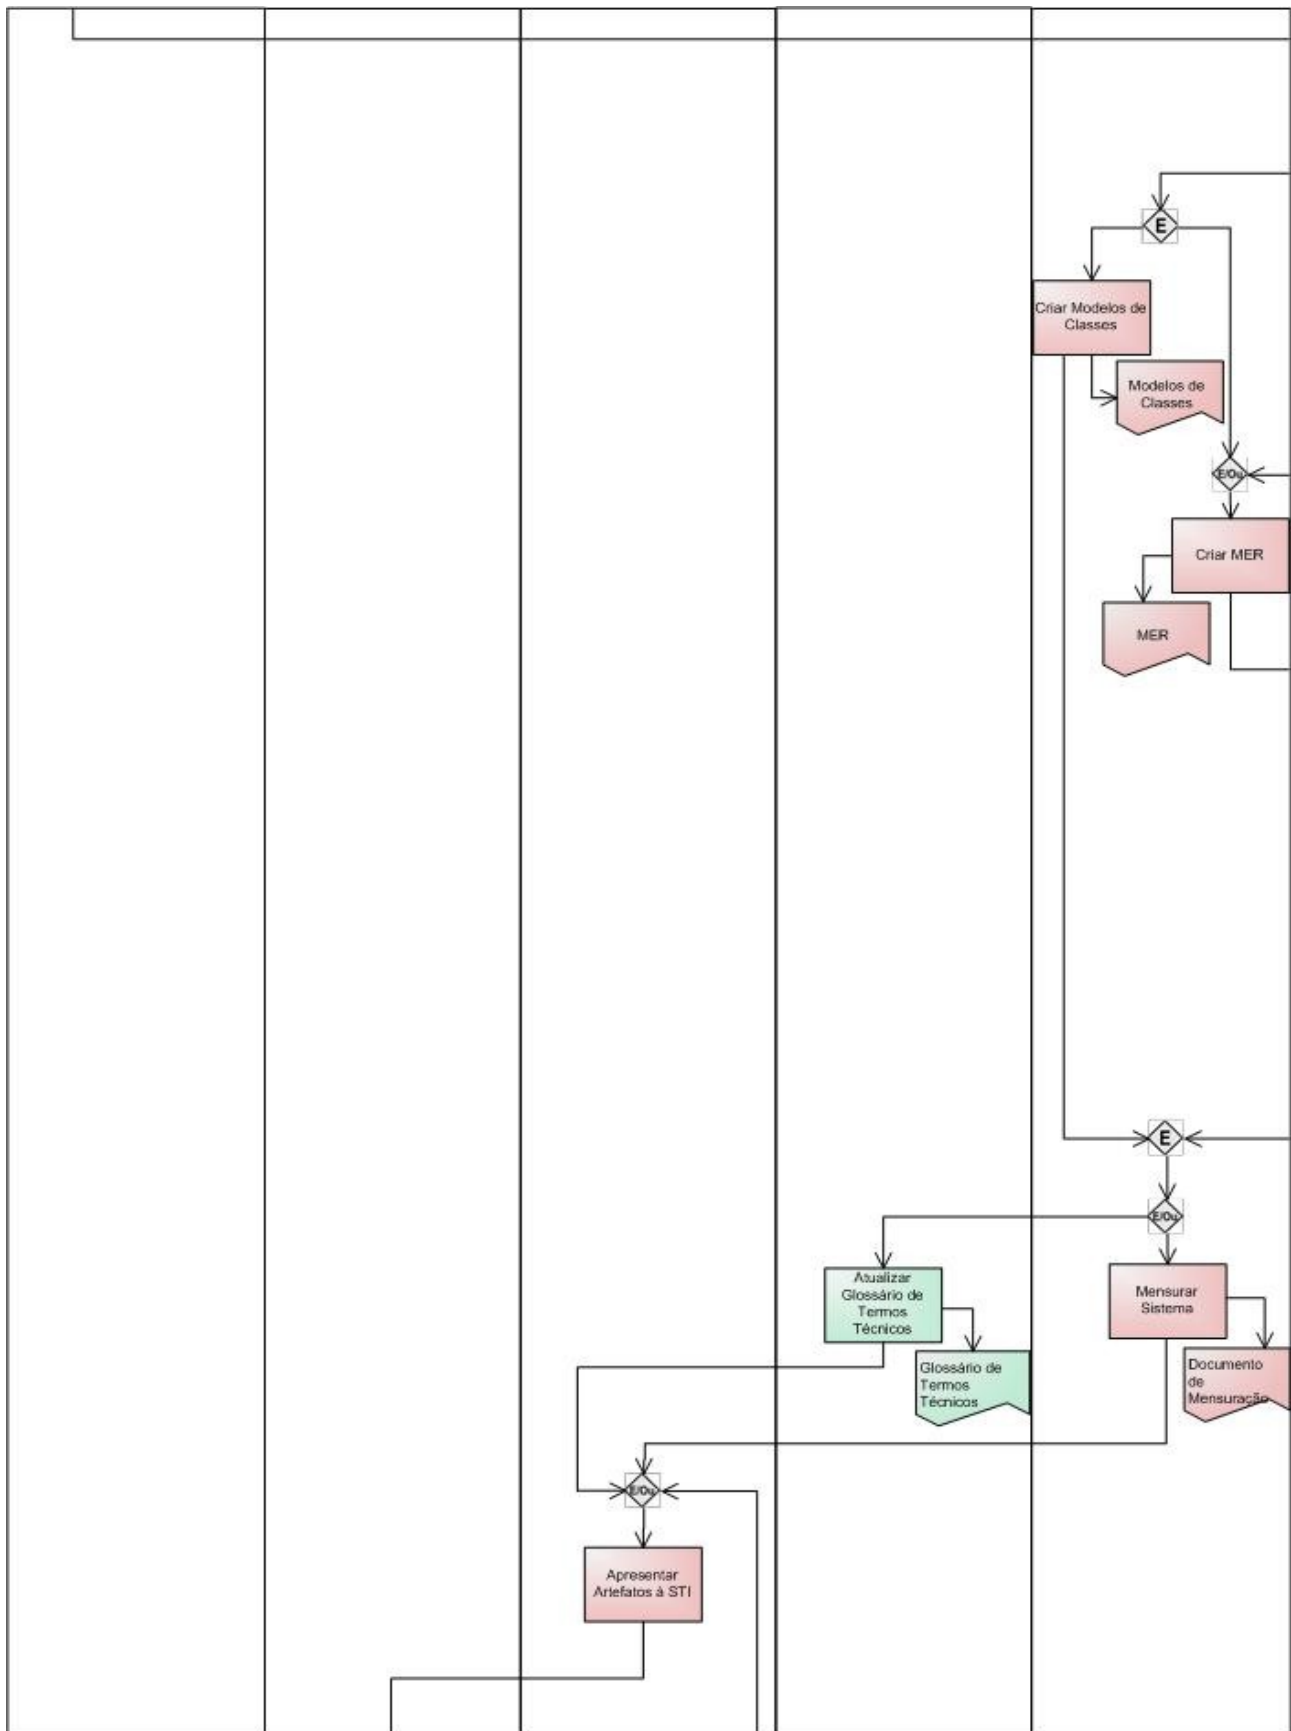 E
Criar Modelos de
Classes
Modelos de
Classes
E/Ou
Criar MER
MER
E
E/Ou
Atualizar
Glossário de
Termos
Técnicos
Mensurar
Sistema
Glossário de
Termos
Técnicos
Documento
de
Mensuração
E/Ou
Apresentar
Artefatos à STI